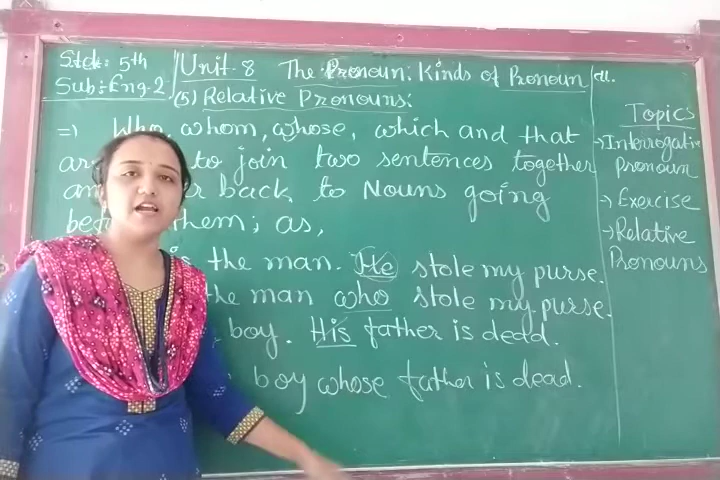 Std: 5th
Sub:-Eng.2
Unit-8 The Pronoun: Kinds of Pronoun
(5) Relative Pronouns:
⇒ Who, whom, whose, which and that
to join two sentences together
back to Nouns going
them; as,
is the man. He stole my purse.
the man who stole my purse.
boy. His father is dead.
boy whose father is dead.
Topics
→ Interrogative
Pronoun
→ Exercise
→ Relative
Pronouns